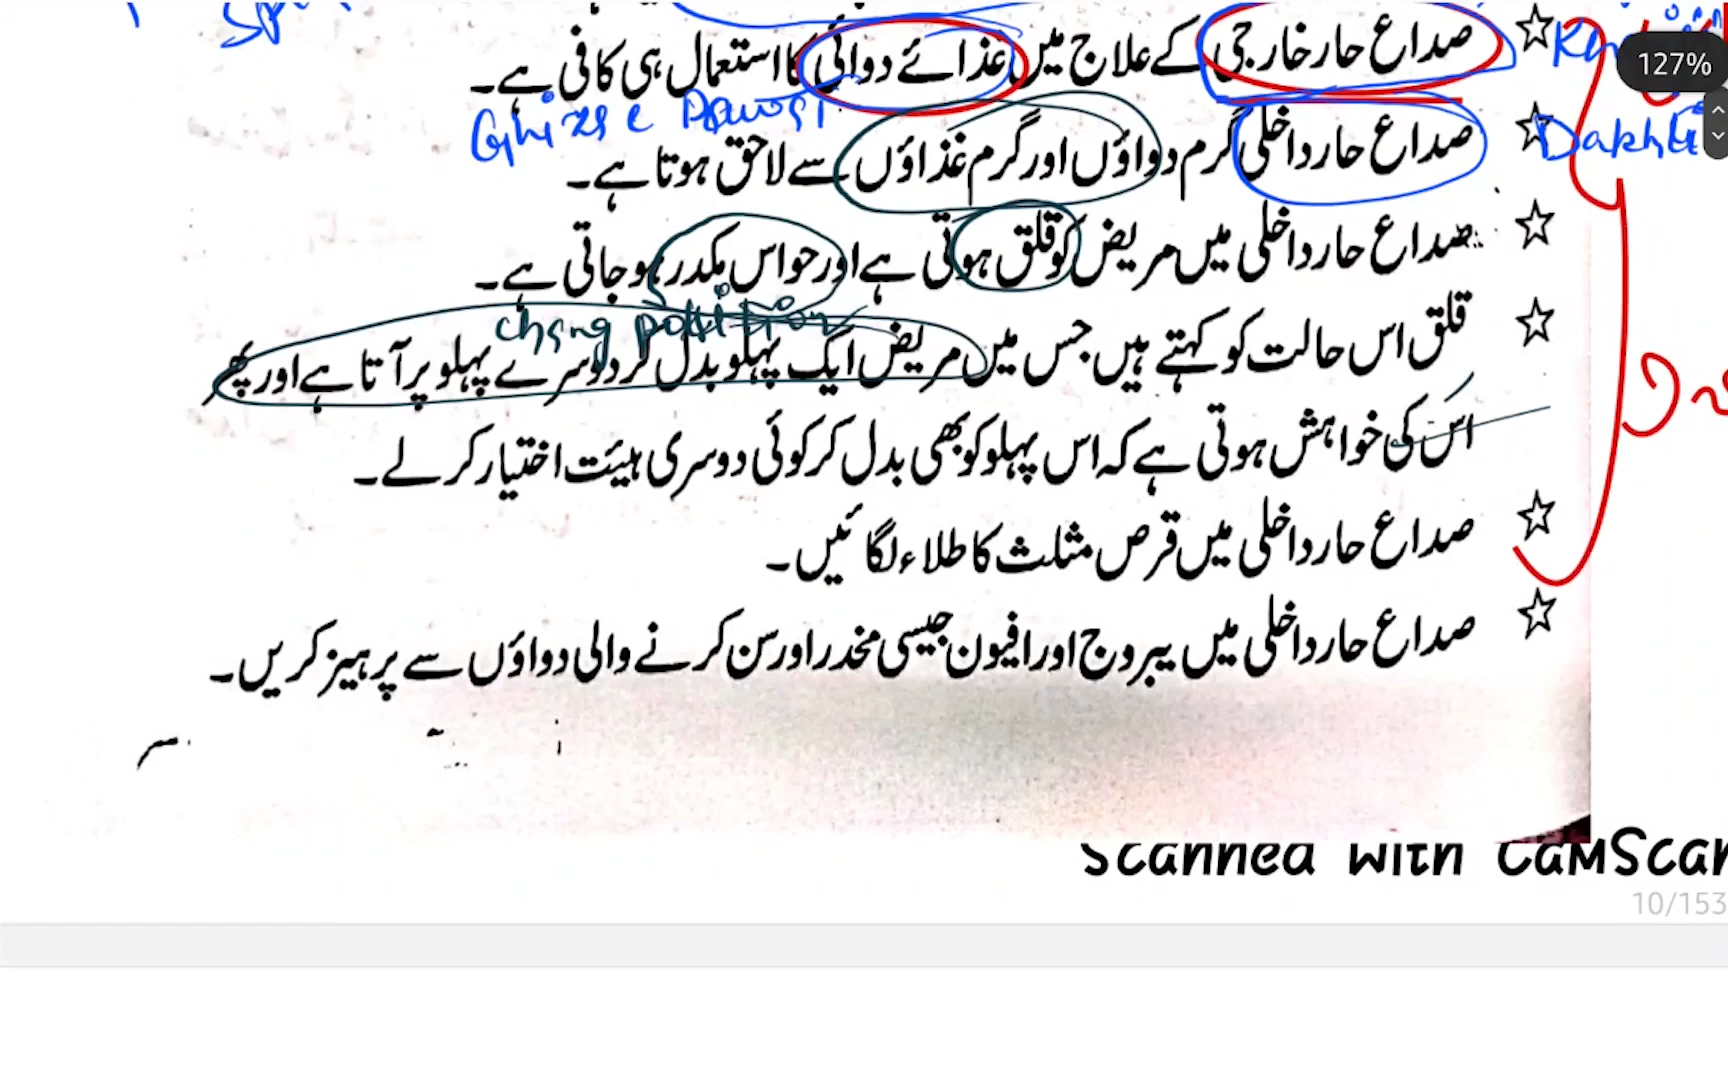 ☆ صداع حار خارجی کے علاج میں غذائے دوائی کا استعمال ہی کافی ہے۔
127%
Ghizae Dawai
☆ صداع حار داخلی گرم دواؤں اور گرم غذاؤں سے لاحق ہوتا ہے۔
Dakhli
☆ صداع حار داخلی میں مریض کو قلق ہوتی ہے اور حواس مکدر ہو جاتی ہے۔
chang position
☆ قلق اس حالت کو کہتے ہیں جس میں مریض ایک پہلو بدل کر دوسرے پہلو پر آتا ہے اور پھر
اس کی خواہش ہوتی ہے کہ اس پہلو کو بھی بدل کر کوئی دوسری ہیئت اختیار کر لے۔
☆ صداع حار داخلی میں قرص مثلث کا طلاء لگائیں۔
☆ صداع حار داخلی میں یبروج اور افیون جیسی مخدر اور سن کرنے والی دواؤں سے پرہیز کریں۔
Scanned with CamScan
10/153